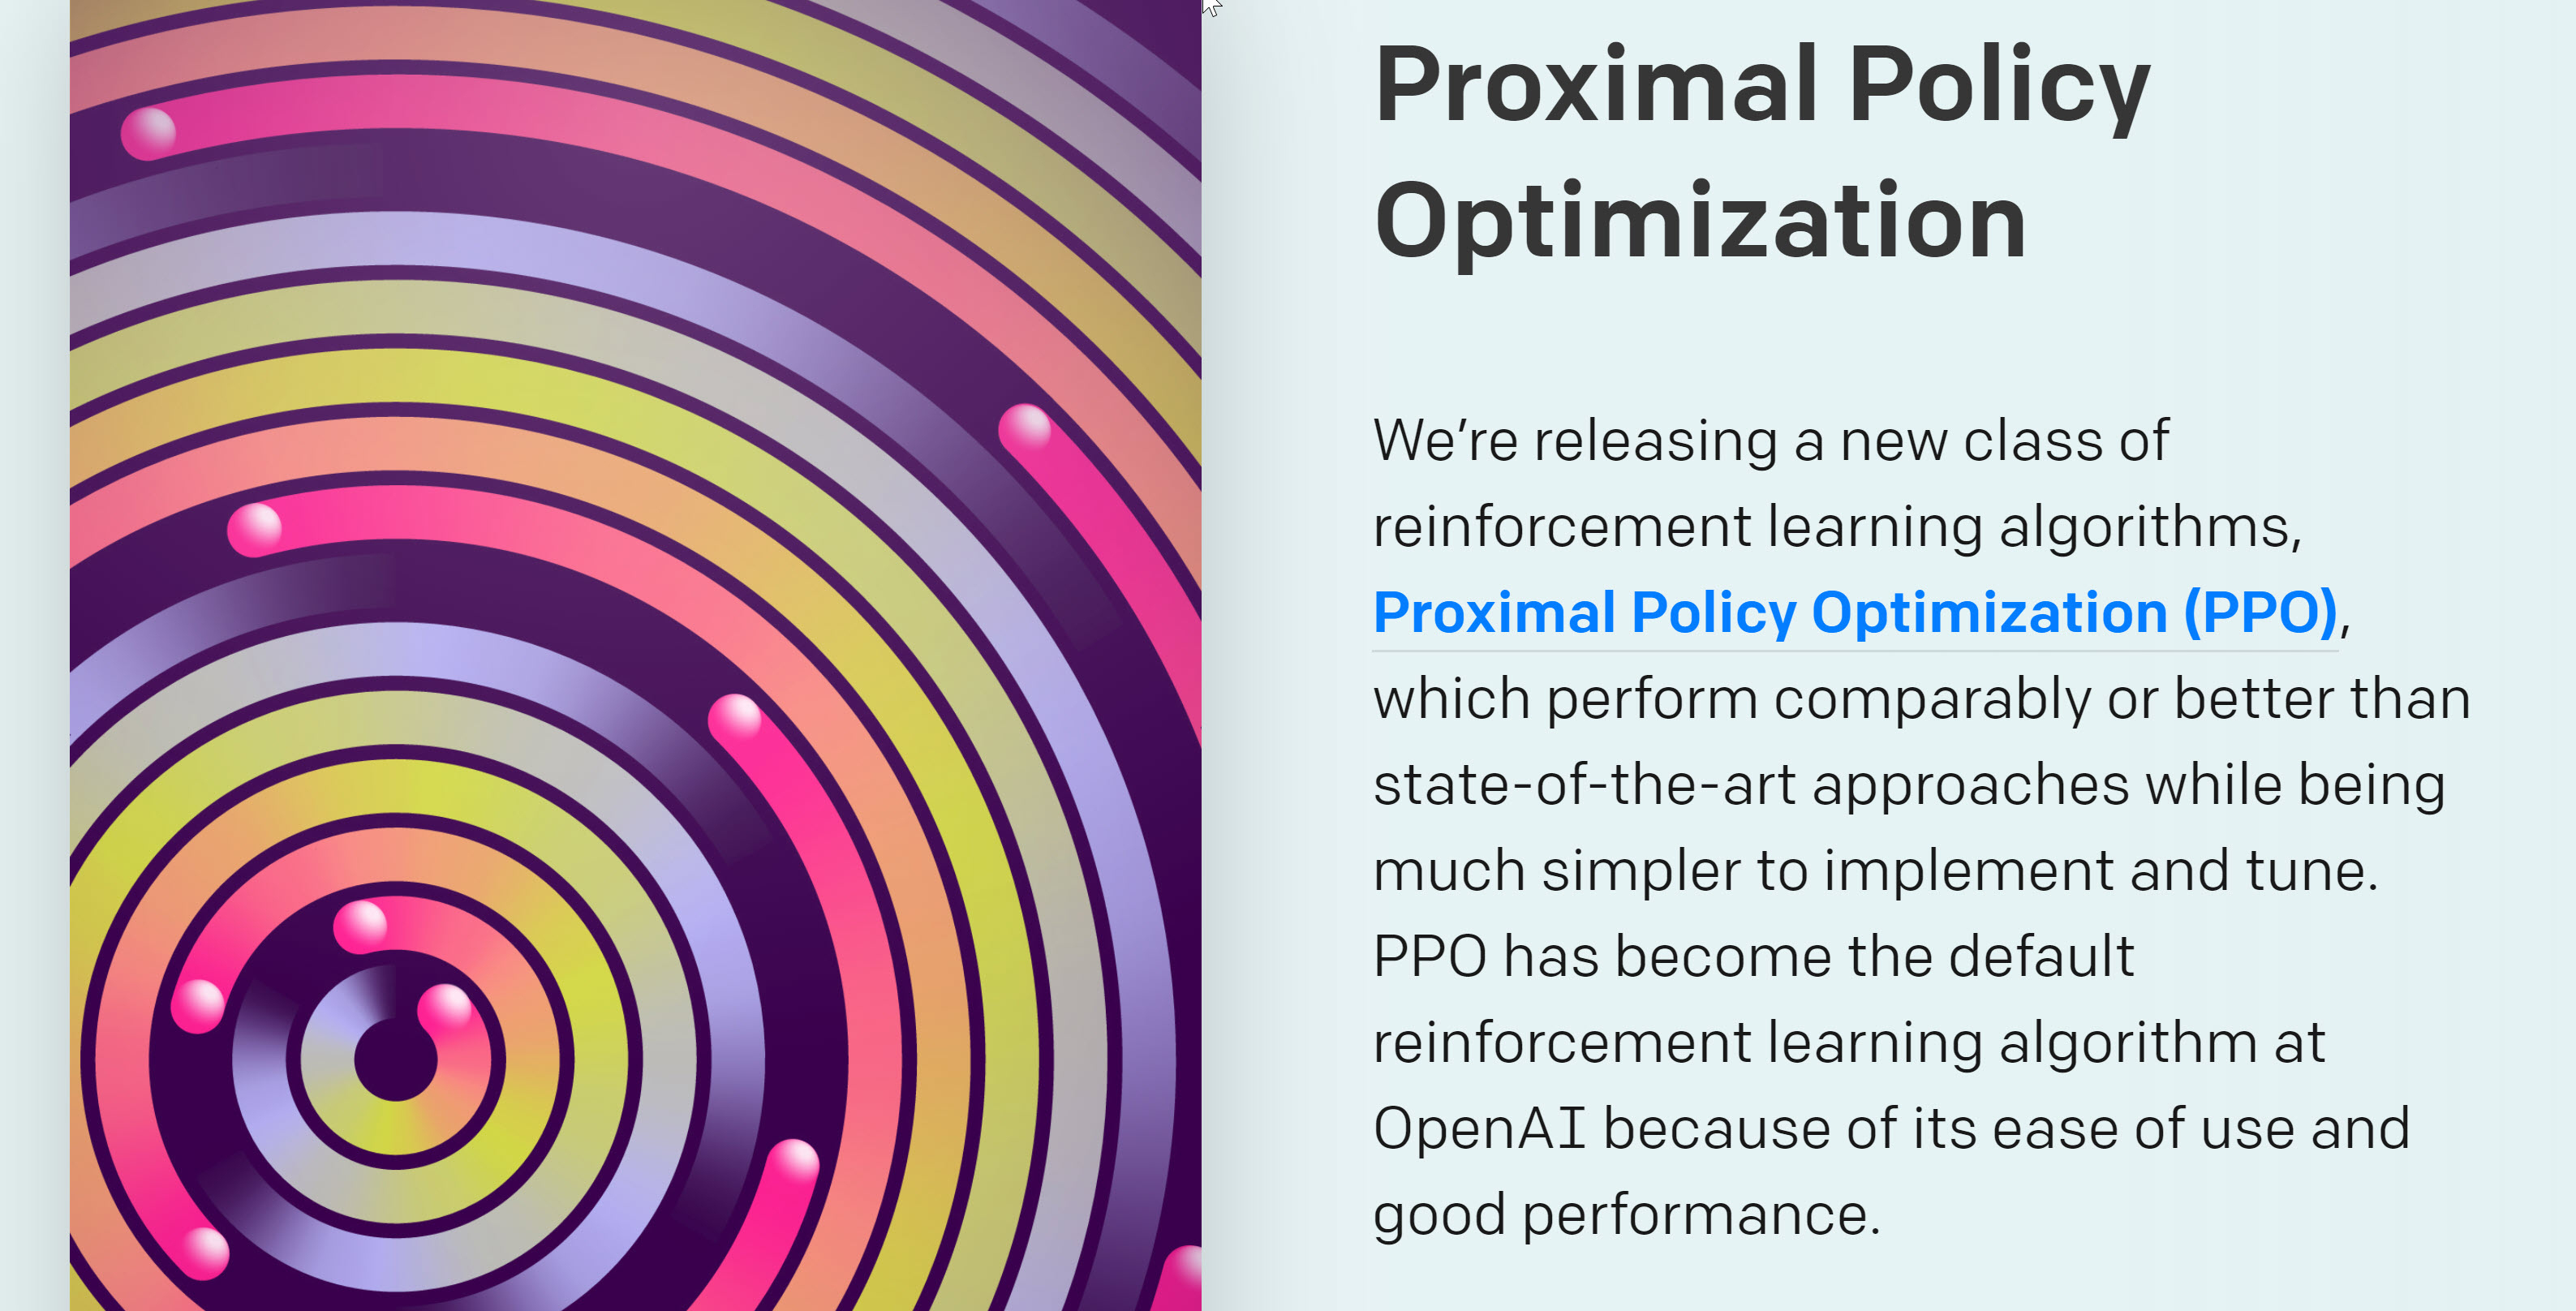 Proximal Policy
Optimization
We’re releasing a new class of
reinforcement learning algorithms,
Proximal Policy Optimization (PPO),
which perform comparably or better than
state-of-the-art approaches while being
much simpler to implement and tune.
PPO has become the default
reinforcement learning algorithm at
OpenAI because of its ease of use and
good performance.